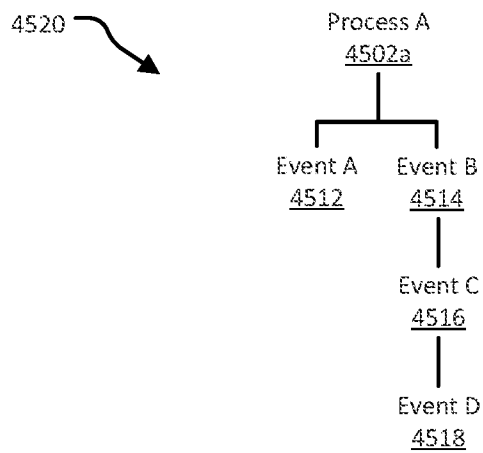 4520
Process A
4502a
Event A
4512
Event B
4514
Event C
4516
Event D
4518